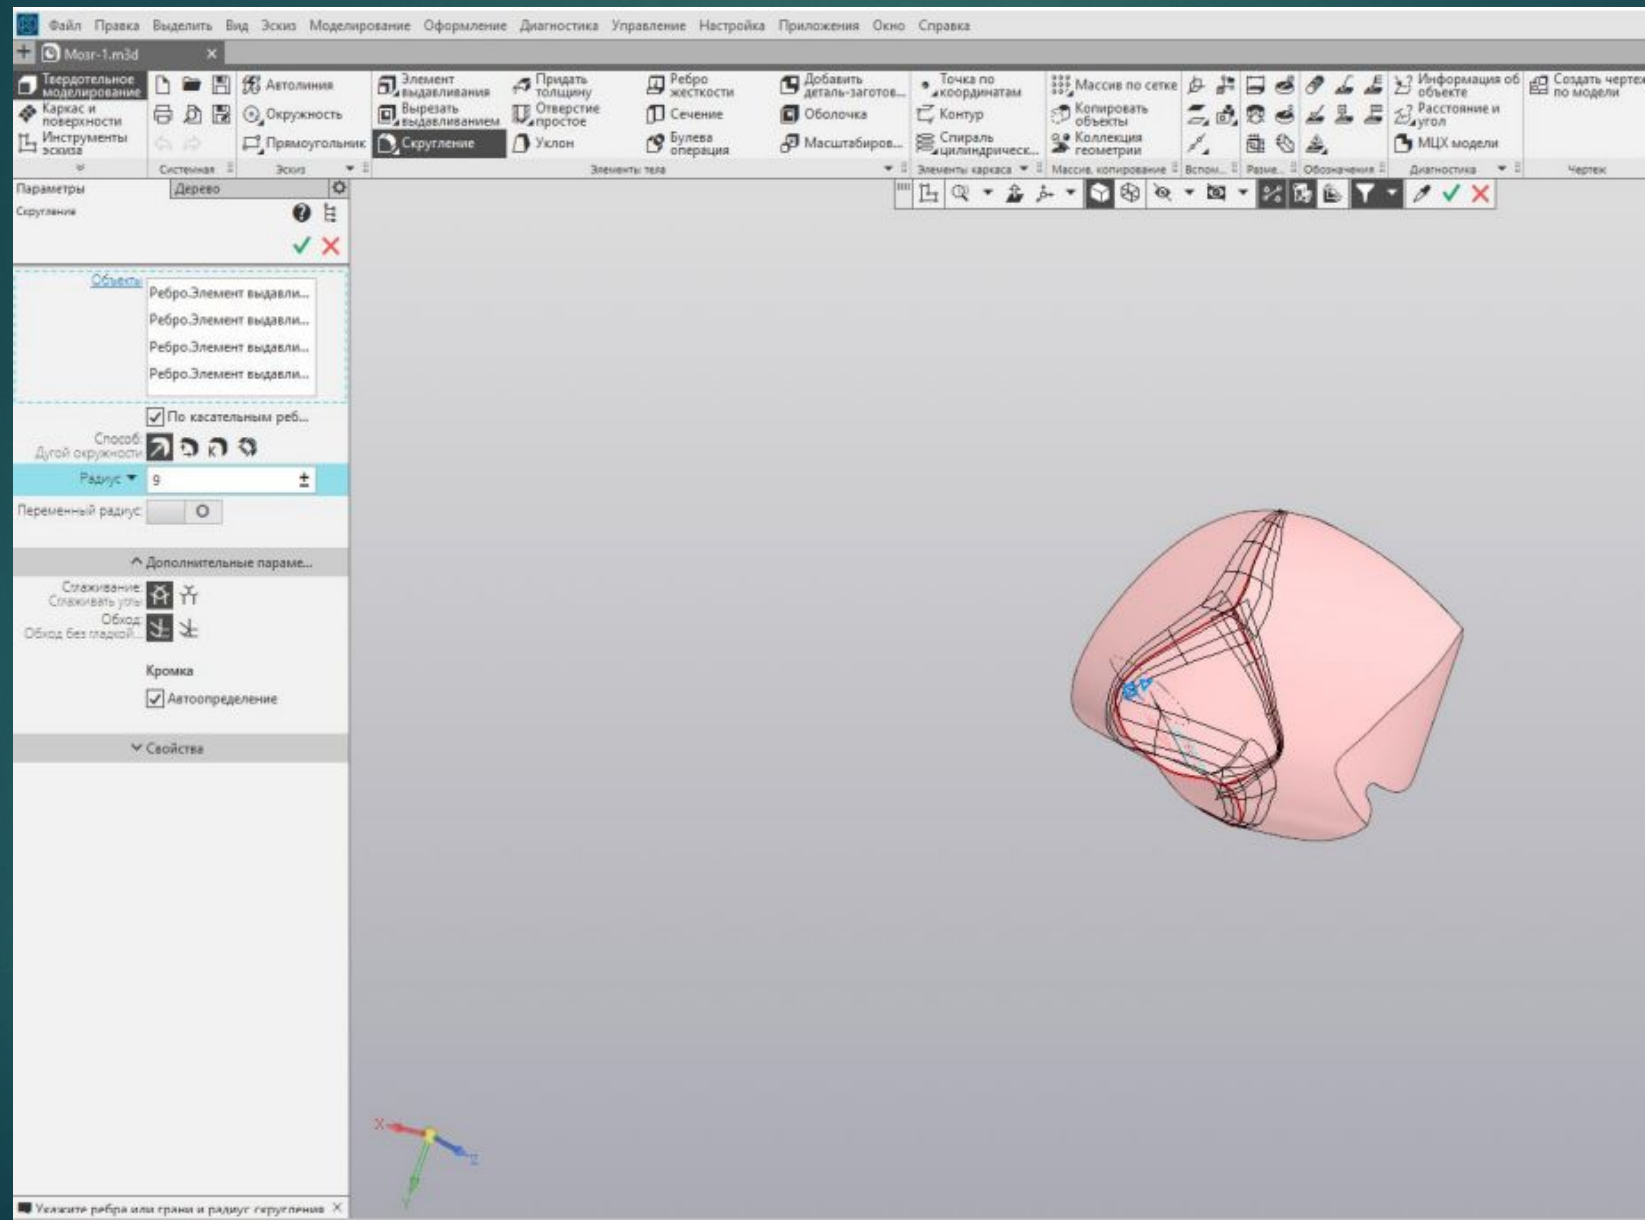 Файл Правка Выделить Вид Эскиз Моделирование Оформление Диагностика Управление Настройка Приложения Окно Справка
+ Мозг-1.m3d ×
Твердотельное моделирование
Каркас и поверхности
Инструменты эскиза
Системная
Автолиния
Окружность
Прямоугольник
Эскиз
Элемент выдавливания
Вырезать выдавливанием
Скругление
Придать толщину
Отверстие простое
Уклон
Ребро жесткости
Сечение
Булева операция
Добавить деталь-заготов...
Оболочка
Масштабиров...
Элементы тела
Точка по координатам
Контур
Спираль цилиндрическ...
Элементы каркаса
Массив по сетке
Копировать объекты
Коллекция геометрии
Массив, копирование
Вспом...
Разме...
Обозначения
Информация об объекте
Расстояние и угол
МЦХ модели
Диагностика
Создать чертеж по модели
Чертеж
Параметры
Дерево
Скругление
Объекты
Ребро.Элемент выдавли...
Ребро.Элемент выдавли...
Ребро.Элемент выдавли...
Ребро.Элемент выдавли...
По касательным реб...
Способ:
Дугой окружности
Радиус 9
Переменный радиус:
Дополнительные параме...
Сглаживание:
Сглаживать углы
Обход:
Обход без гладкой...
Кромка
Автоопределение
Свойства
X
Z
Y
Укажите ребра или грани и радиус скругления ×